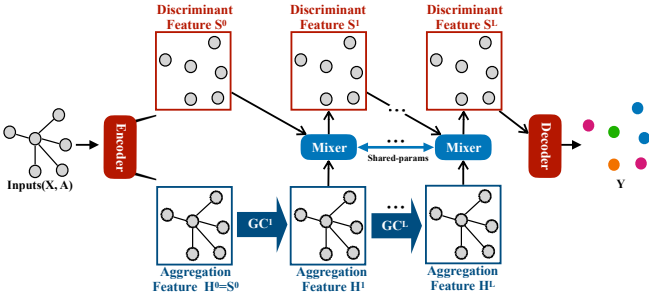 Discriminant
Feature S⁰
Discriminant
Feature S¹
Discriminant
Feature Sᴸ
Encoder
Inputs(X, A)
Mixer
...
Shared-params
Mixer
...
Decoder
Y
GC¹
...
GCᴸ
Aggregation
Feature H⁰=S⁰
Aggregation
Feature H¹
Aggregation
Feature Hᴸ